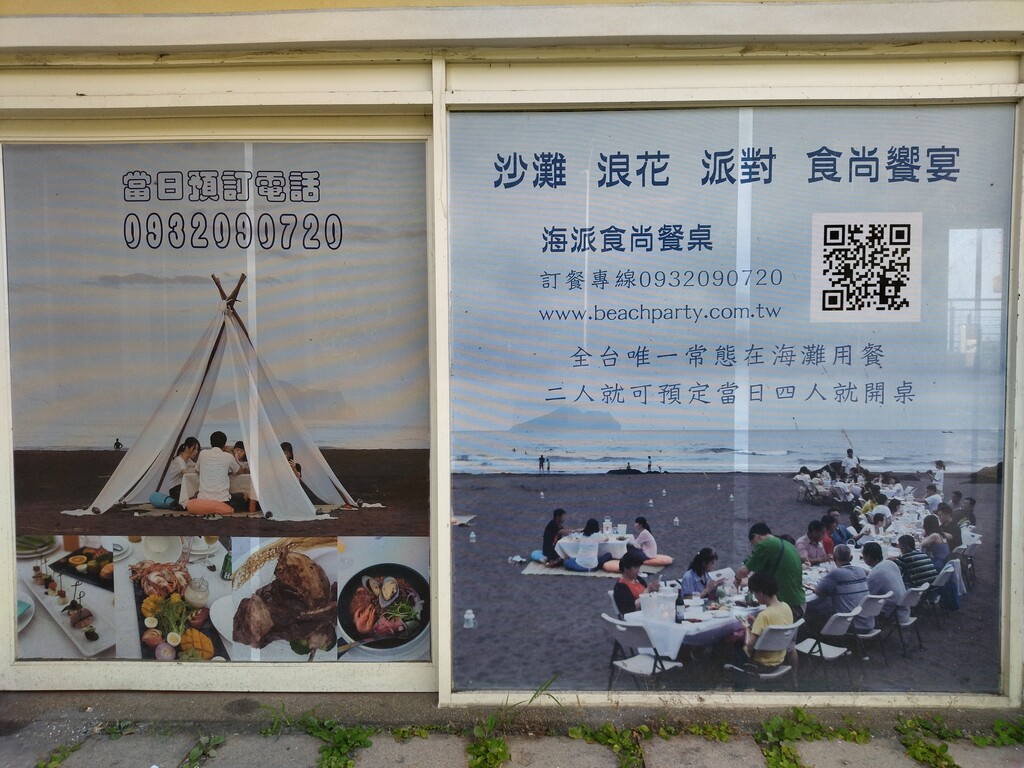 當日預訂電話
0932090720
沙灘 浪花 派對 食尚饗宴
海派食尚餐桌
訂餐專線0932090720
www.beachparty.com.tw
全台唯一常態在海灘用餐
二人就可預定當日四人就開桌